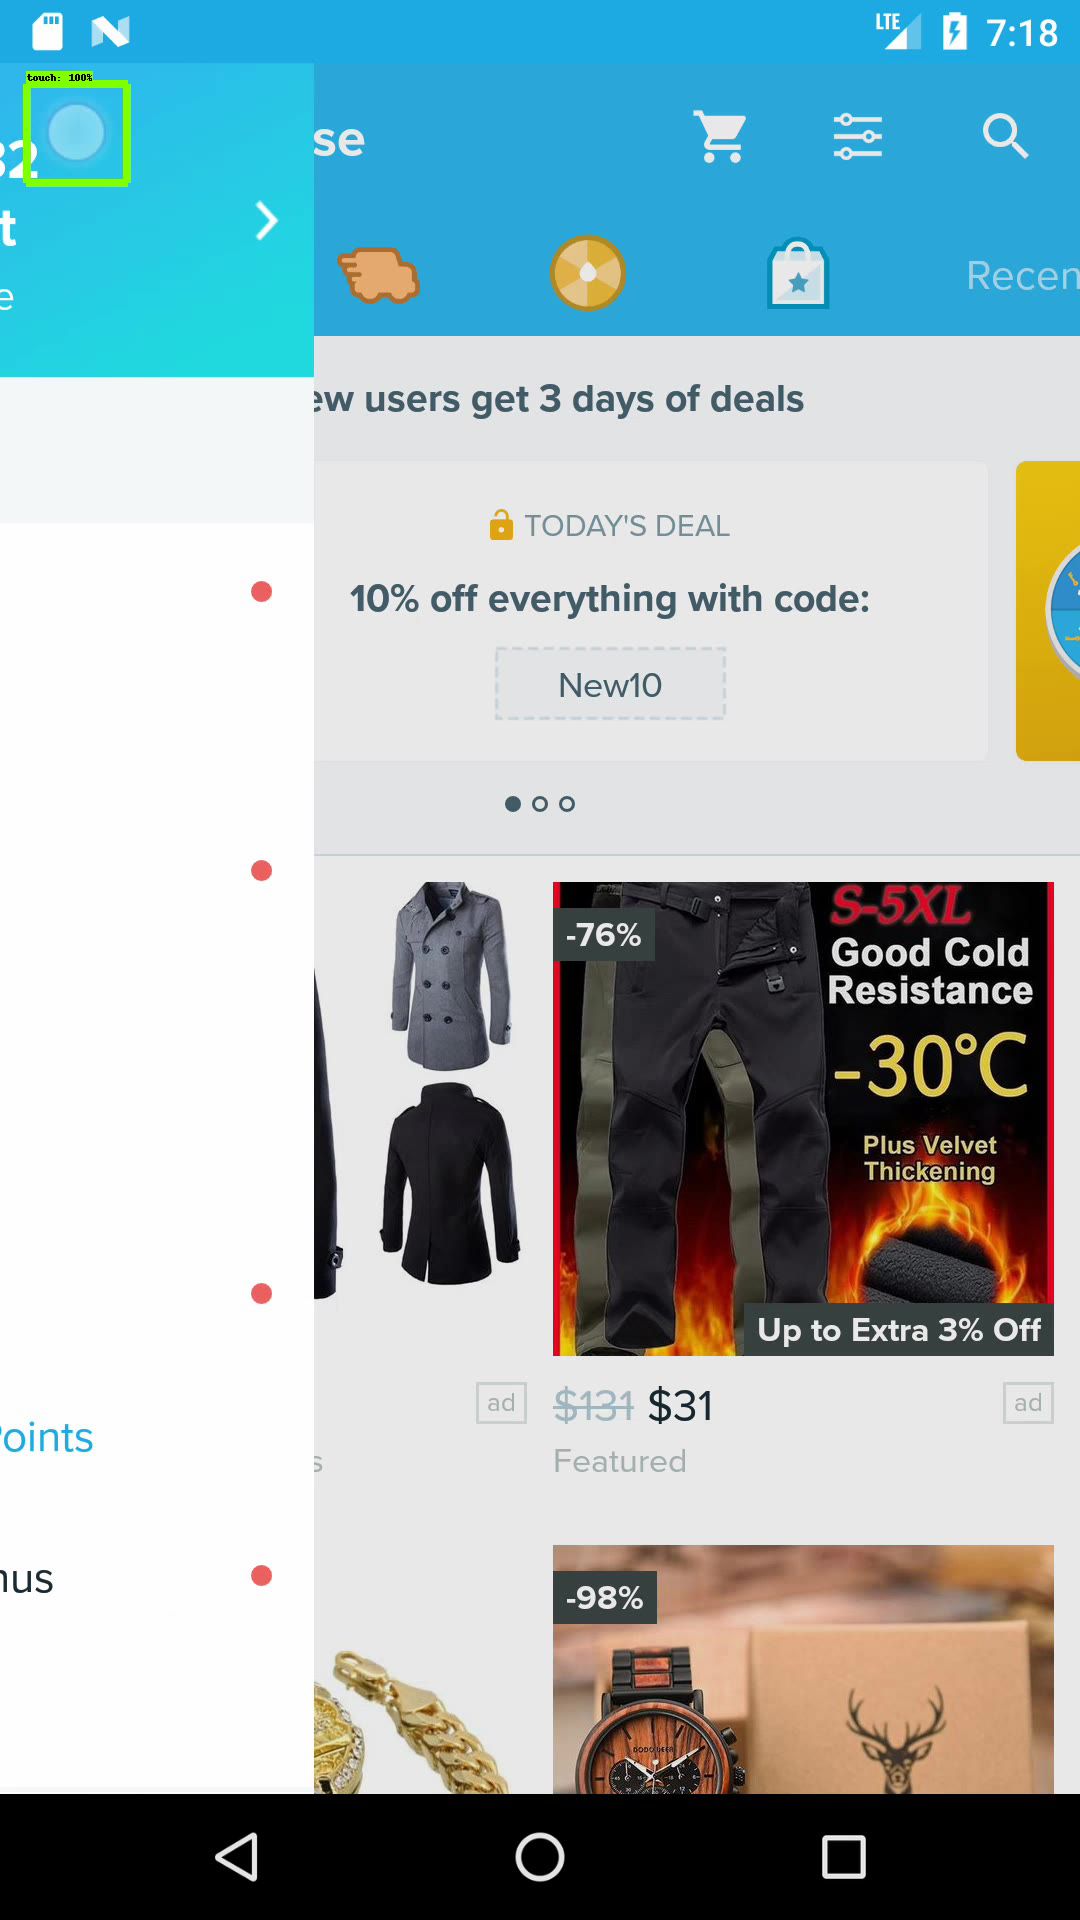 LTE 7:18
touch: 100%
32
se
t
e
Recen
ew users get 3 days of deals
TODAY'S DEAL
10% off everything with code:
New10
-76%
S-5XL
Good Cold
Resistance
-30°C
Plus Velvet
Thickening
Up to Extra 3% Off
ad
$131 $31
ad
oints
s
Featured
nus
-98%
DODO DEER